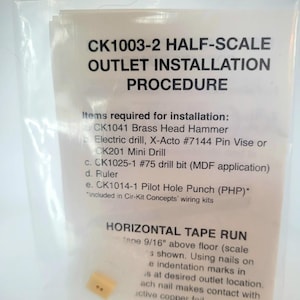 CK1003-2 HALF-SCALE
OUTLET INSTALLATION
PROCEDURE
Items required for installation:
CK1041 Brass Head Hammer
Electric drill, X-Acto #7144 Pin Vise or
CK201 Mini Drill
c. CK1025-1 #75 drill bit (MDF application)
d. Ruler
e. CK1014-1 Pilot Hole Punch (PHP)*
*Included in Cir-Kit Concepts' wiring kits
HORIZONTAL TAPE RUN
tape 9/16" above floor (scale
shown. Using nails on
indentation marks in
at desired outlet location.
each nail makes contact with
copper foil